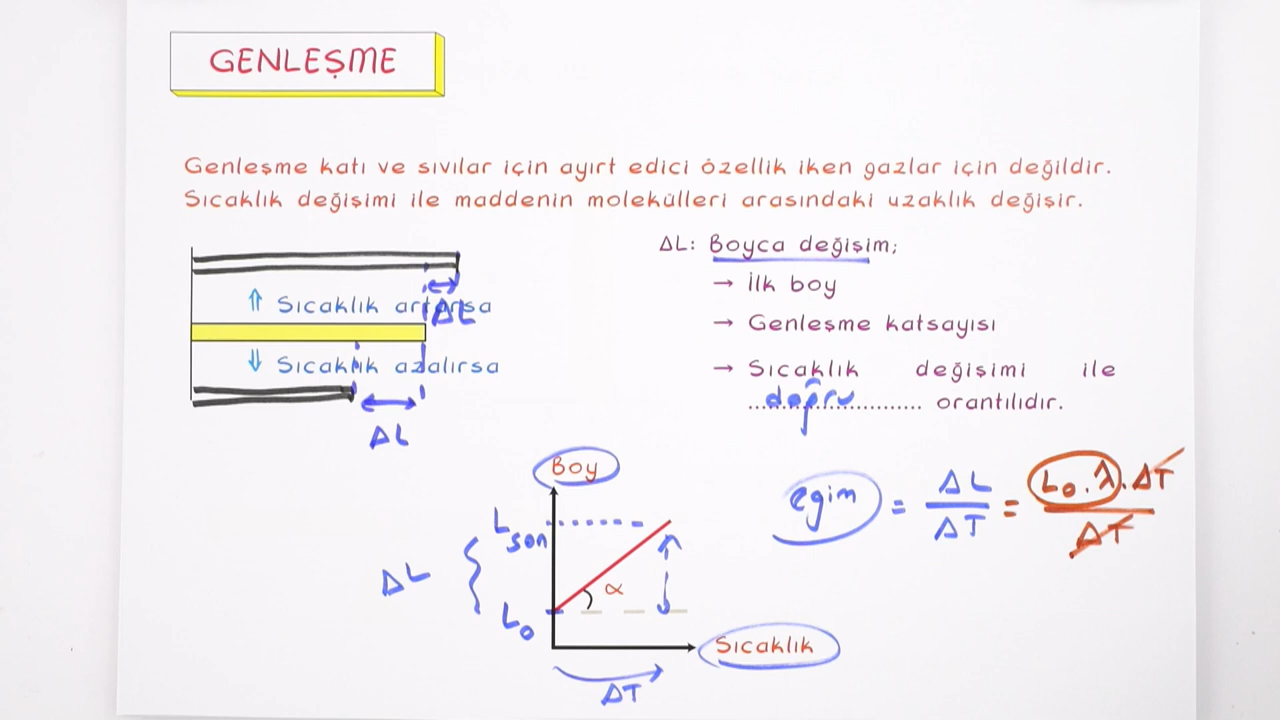 GENLEŞME
Genleşme katı ve sıvılar için ayırt edici özellik iken gazlar için değildir.
Sıcaklık değişimi ile maddenin molekülleri arasındaki uzaklık değişir.
⇑ Sıcaklık artarsa
ΔL
⇓ Sıcaklık azalırsa
ΔL
ΔL: Boyca değişim;
→ İlk boy
→ Genleşme katsayısı
→ Sıcaklık değişimi ile
doğru orantılıdır.
Boy
Lson
ΔL
L0
α
Sıcaklık
ΔT
egim = ΔL/ΔT = L0.λ.ΔT/ΔT